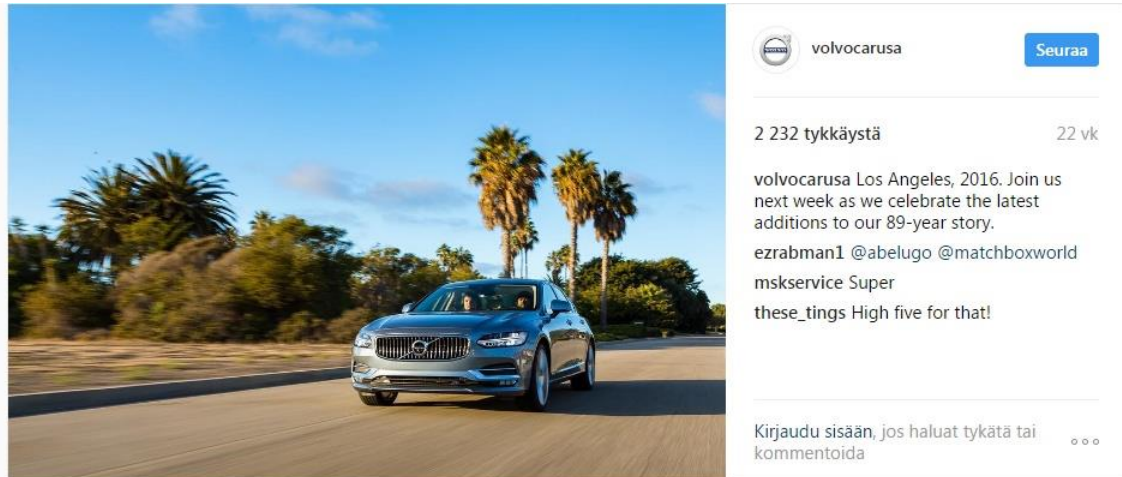 volvocarusa
Seuraa
2 232 tykkäystä
22 vk
volvocarusa Los Angeles, 2016. Join us
next week as we celebrate the latest
additions to our 89-year story.
ezrabman1 @abelugo @matchboxworld
mskservice Super
these_tings High five for that!
Kirjaudu sisään, jos haluat tykätä tai
kommentoida